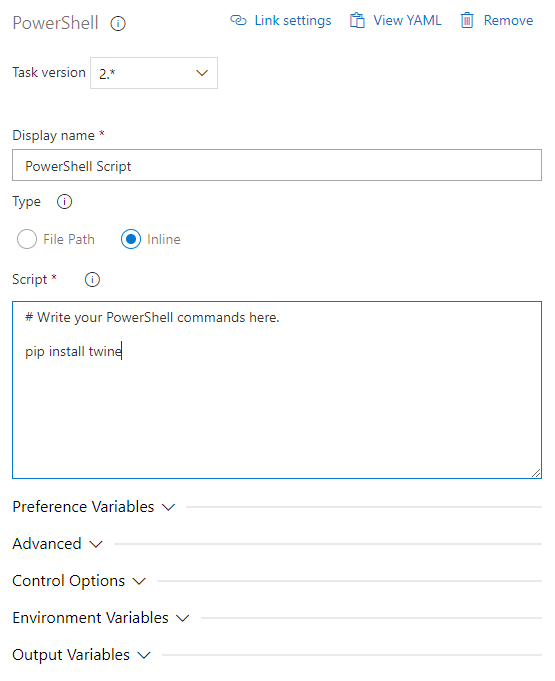 PowerShell Link settings View YAML Remove
Task version 2.*
Display name *
PowerShell Script
Type
File Path Inline
Script *
# Write your PowerShell commands here.
pip install twine
Preference Variables
Advanced
Control Options
Environment Variables
Output Variables